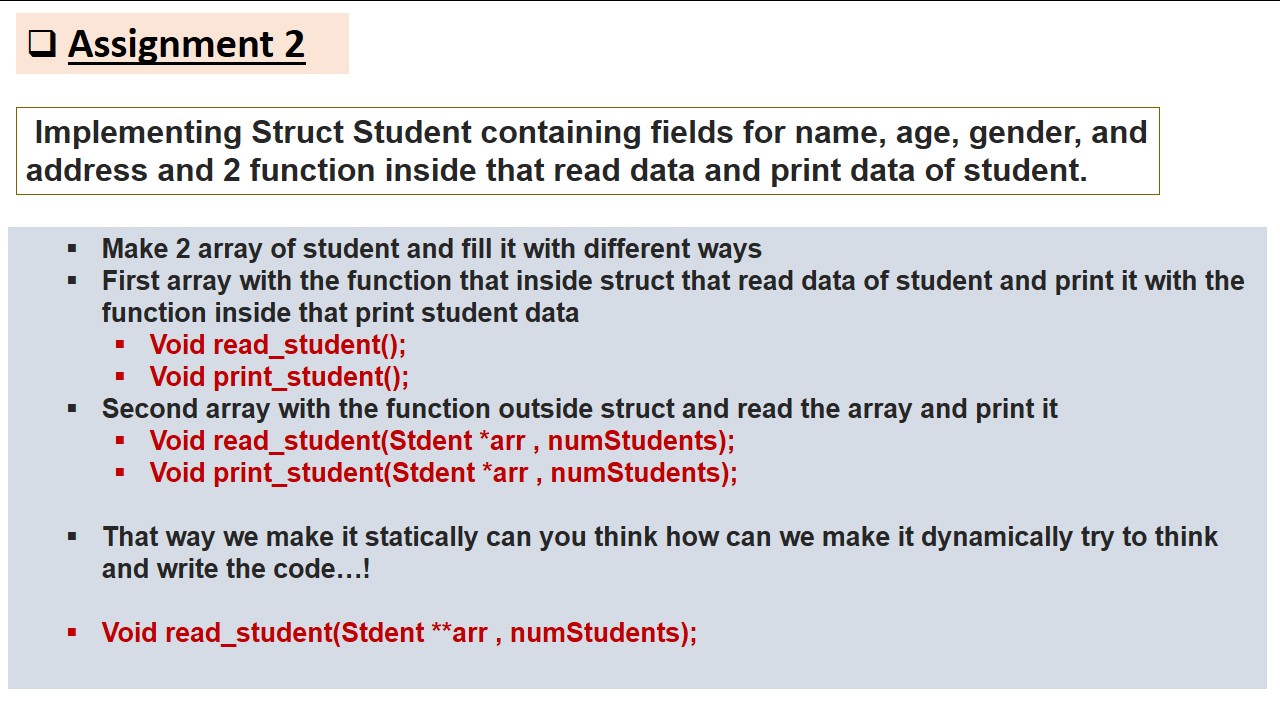 Assignment 2
Implementing Struct Student containing fields for name, age, gender, and
address and 2 function inside that read data and print data of student.
Make 2 array of student and fill it with different ways
First array with the function that inside struct that read data of student and print it with the
function inside that print student data
Void read_student();
Void print_student();
Second array with the function outside struct and read the array and print it
Void read_student(Stdent *arr , numStudents);
Void print_student(Stdent *arr , numStudents);
That way we make it statically can you think how can we make it dynamically try to think
and write the code…!
Void read_student(Stdent **arr , numStudents);